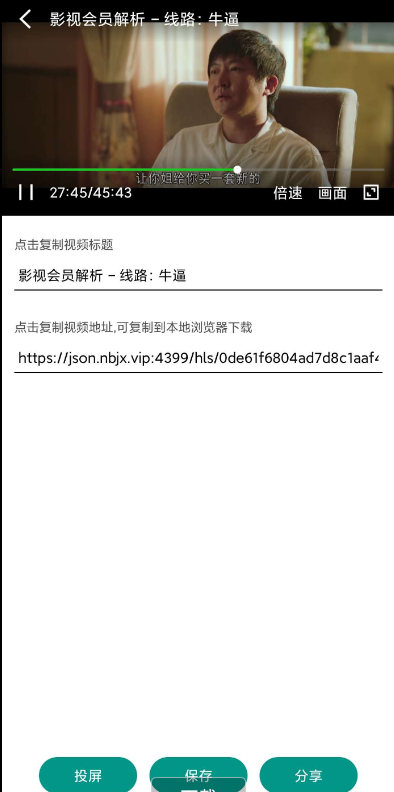 影视会员解析 – 线路: 牛逼
让你姐给你买一套新的
27:45/45:43
倍速
画面
点击复制视频标题
影视会员解析 – 线路: 牛逼
点击复制视频地址,可复制到本地浏览器下载
https://json.nbjx.vip:4399/hls/0de61f6804ad7d8c1aaf4
投屏
保存
分享